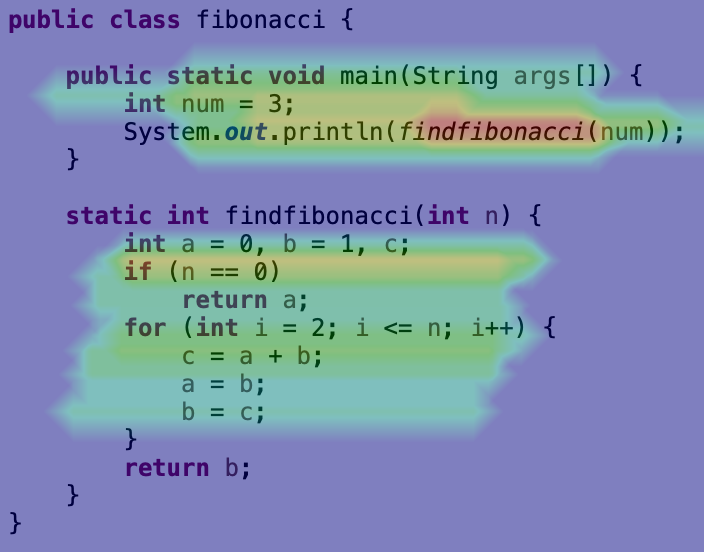 public class fibonacci {
    public static void main(String args[]) {
        int num = 3;
        System.out.println(findfibonacci(num));
    }
    static int findfibonacci(int n) {
        int a = 0, b = 1, c;
        if (n == 0)
            return a;
        for (int i = 2; i <= n; i++) {
            c = a + b;
            a = b;
            b = c;
        }
        return b;
    }
}